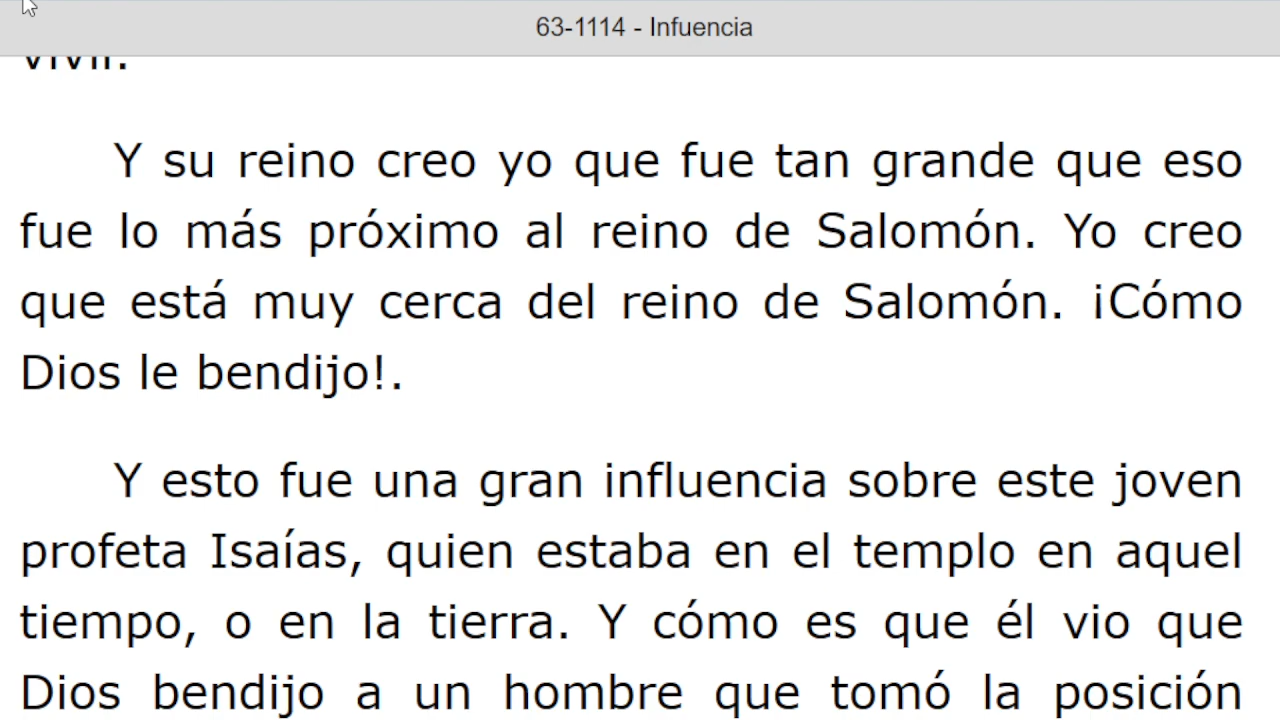 63-1114 - Infuencia
vivir.
Y su reino creo yo que fue tan grande que eso
fue lo más próximo al reino de Salomón. Yo creo
que está muy cerca del reino de Salomón. ¡Cómo
Dios le bendijo!.
Y esto fue una gran influencia sobre este joven
profeta Isaías, quien estaba en el templo en aquel
tiempo, o en la tierra. Y cómo es que él vio que
Dios bendijo a un hombre que tomó la posición